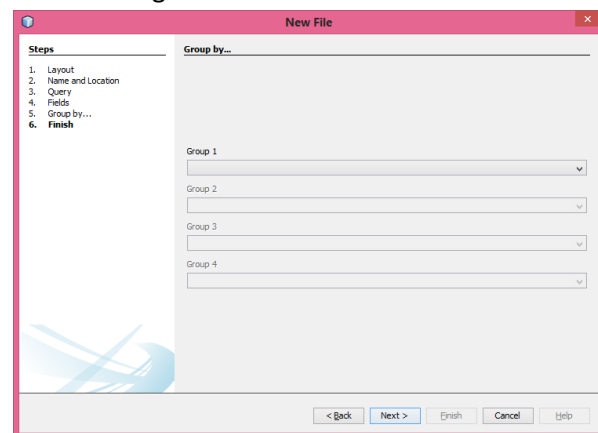 New File
Steps
1. Layout
2. Name and Location
3. Query
4. Fields
5. Group by...
6. Finish
Group by...
Group 1
Group 2
Group 3
Group 4
< Back Next > Finish Cancel Help